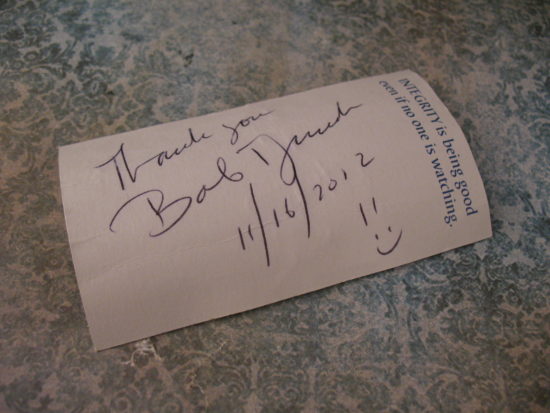 Thank you
Bob
11/16/2012
!!
INTEGRITY is being good
even if no one is watching.